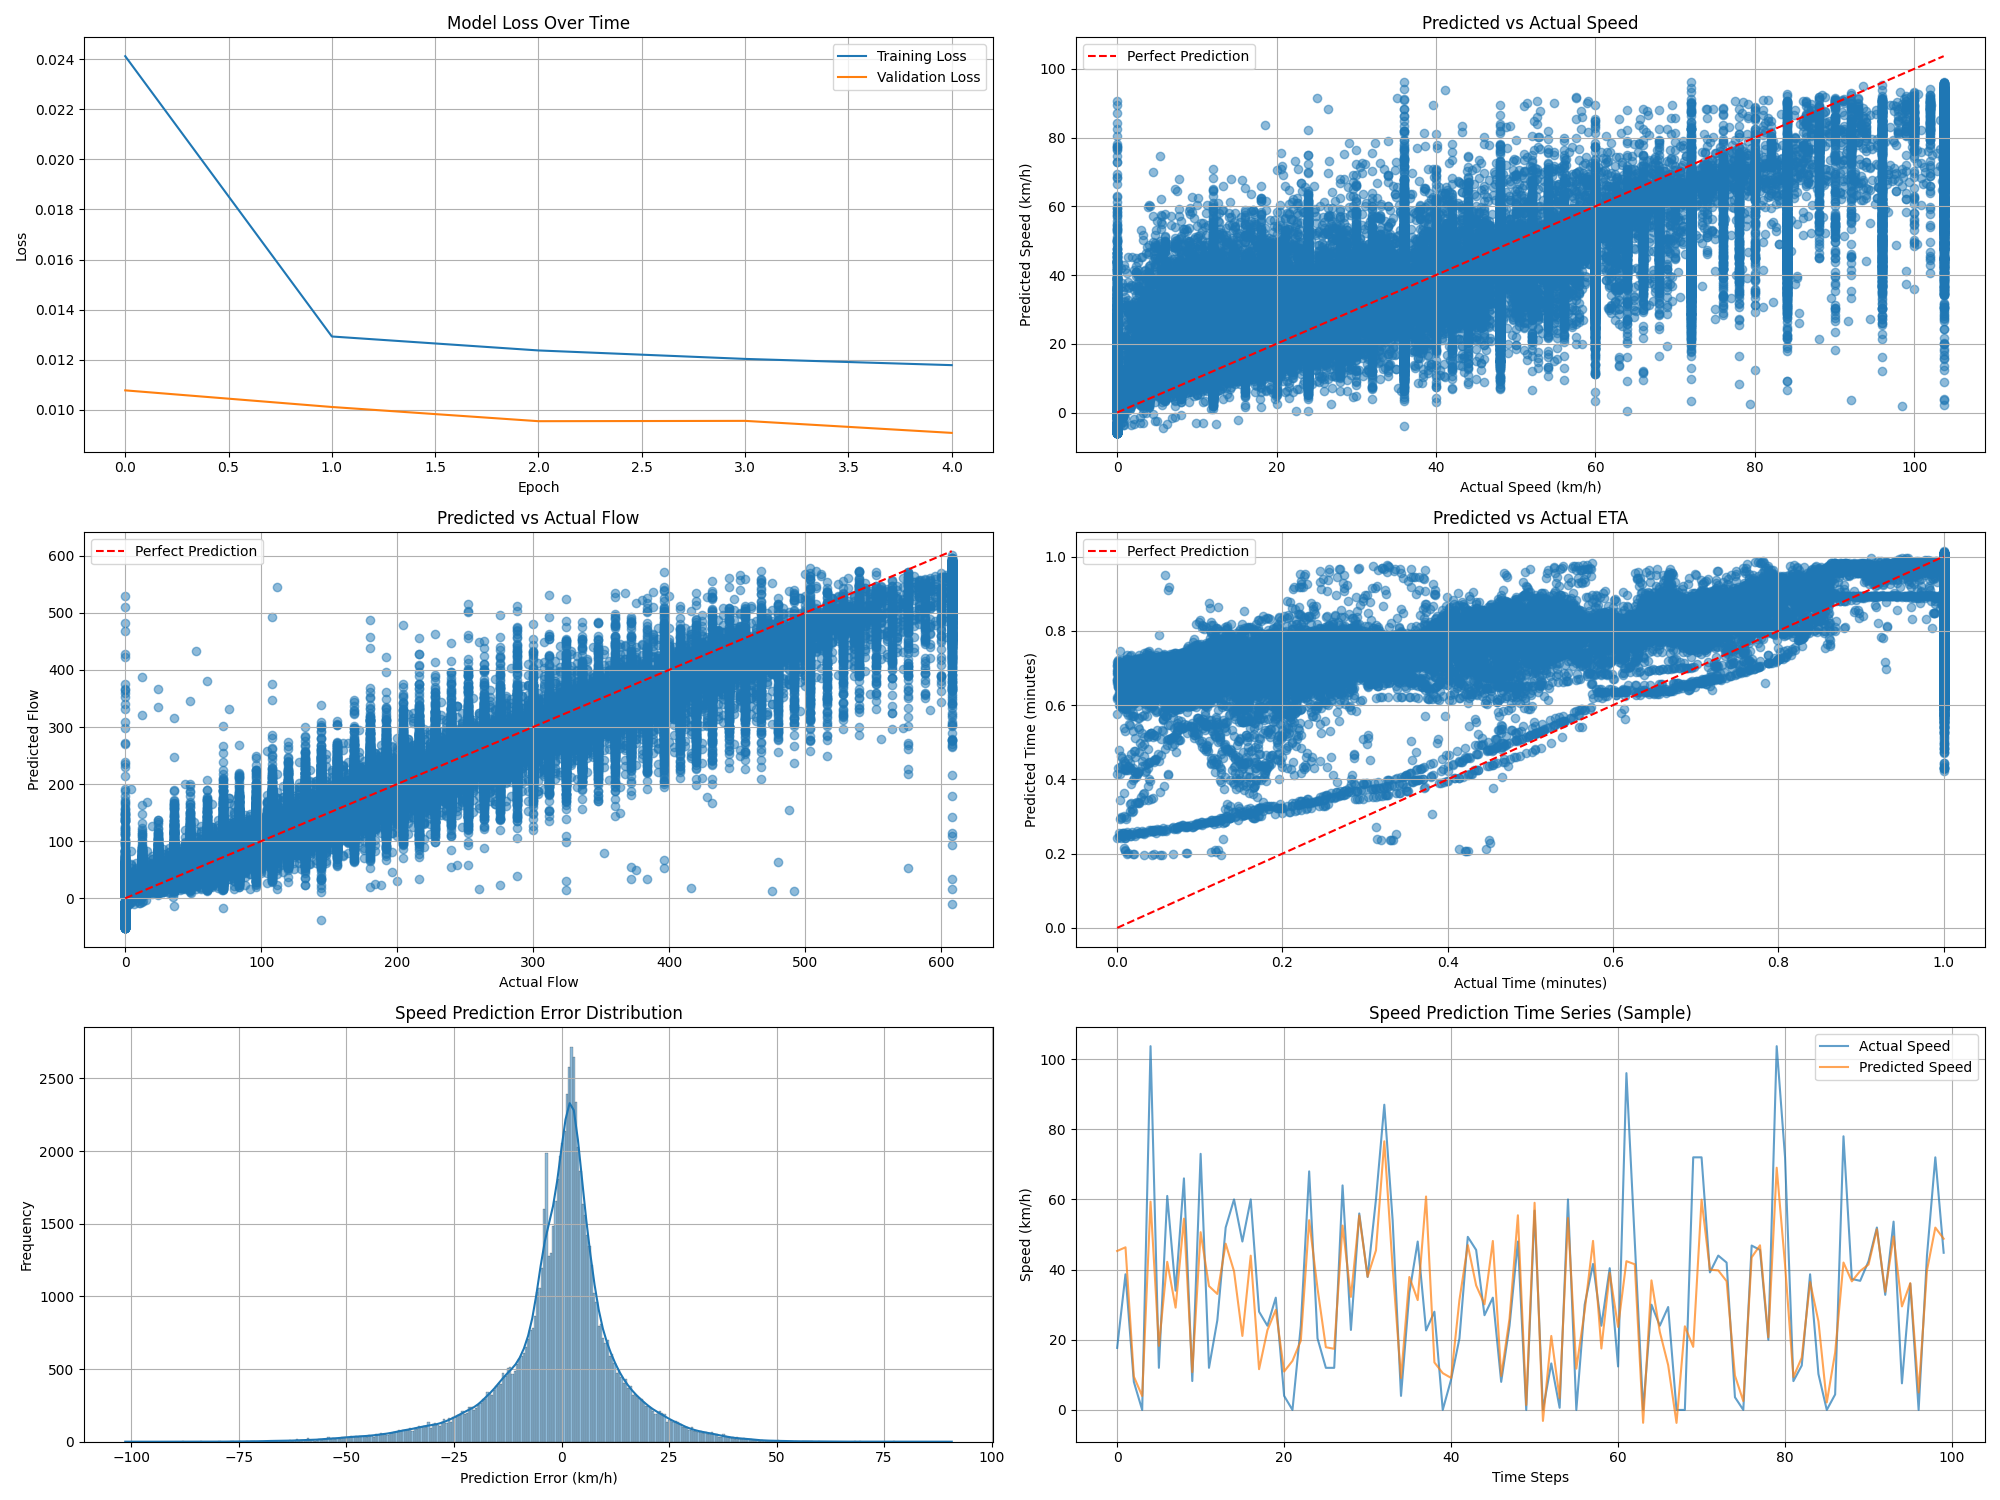 Model Loss Over Time
Training Loss
Validation Loss
0.024
0.022
0.020
0.018
0.016
0.014
0.012
0.010
Loss
0.0 0.5 1.0 1.5 2.0 2.5 3.0 3.5 4.0
Epoch
Predicted vs Actual Speed
Perfect Prediction
100
80
60
40
20
0
Predicted Speed (km/h)
0 20 40 60 80 100
Actual Speed (km/h)
Predicted vs Actual Flow
Perfect Prediction
600
500
400
300
200
100
0
Predicted Flow
0 100 200 300 400 500 600
Actual Flow
Predicted vs Actual ETA
Perfect Prediction
1.0
0.8
0.6
0.4
0.2
0.0
Predicted Time (minutes)
0.0 0.2 0.4 0.6 0.8 1.0
Actual Time (minutes)
Speed Prediction Error Distribution
2500
2000
1500
1000
500
0
Frequency
−100 −75 −50 −25 0 25 50 75 100
Prediction Error (km/h)
Speed Prediction Time Series (Sample)
Actual Speed
Predicted Speed
100
80
60
40
20
0
Speed (km/h)
0 20 40 60 80 100
Time Steps